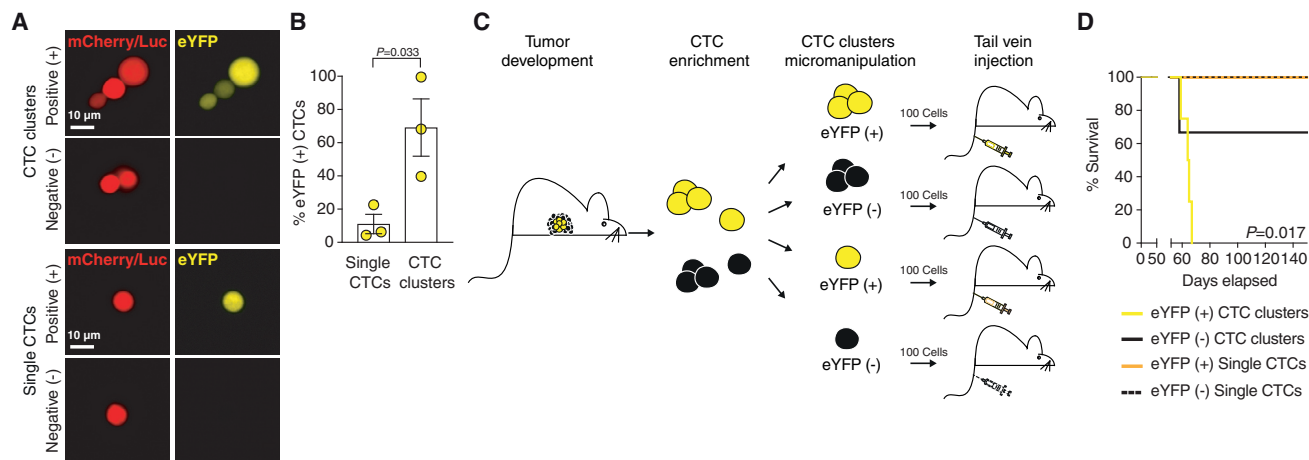 A
mCherry/Luc
eYFP
CTC clusters
Positive (+)
10 µm
Negative (-)
Single CTCs
Positive (+)
mCherry/Luc
eYFP
10 µm
Negative (-)
B
P=0.033
% eYFP (+) CTCs
100
80
60
40
20
0
Single
CTCs
CTC
clusters
C
Tumor
development
CTC
enrichment
CTC clusters
micromanipulation
Tail vein
injection
eYFP (+)
100 Cells
eYFP (-)
100 Cells
eYFP (+)
100 Cells
eYFP (-)
100 Cells
D
% Survival
100
80
60
40
20
0
0
50
60
80
100
120
140
P=0.017
Days elapsed
eYFP (+) CTC clusters
eYFP (-) CTC clusters
eYFP (+) Single CTCs
eYFP (-) Single CTCs